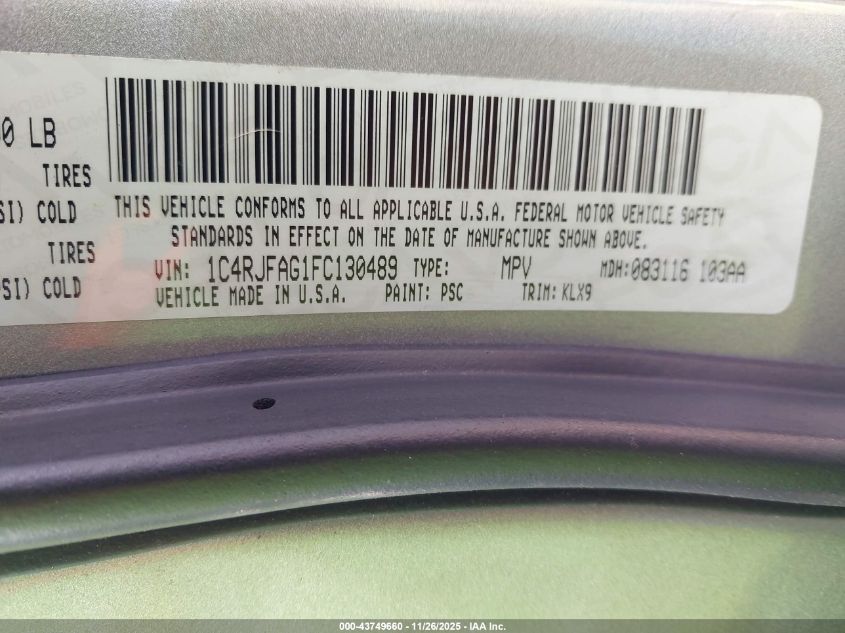 0 LB
TIRES
SI) COLD
TIRES
PSI) COLD
THIS VEHICLE CONFORMS TO ALL APPLICABLE U.S.A. FEDERAL MOTOR VEHICLE SAFETY
STANDARDS IN EFFECT ON THE DATE OF MANUFACTURE SHOWN ABOVE.
VIN: 1C4RJFAG1FC130489 TYPE: MPV MDH:083116 103AA
VEHICLE MADE IN U.S.A. PAINT: PSC TRIM: KLX9
000-43749660 - 11/26/2025 - IAA Inc.